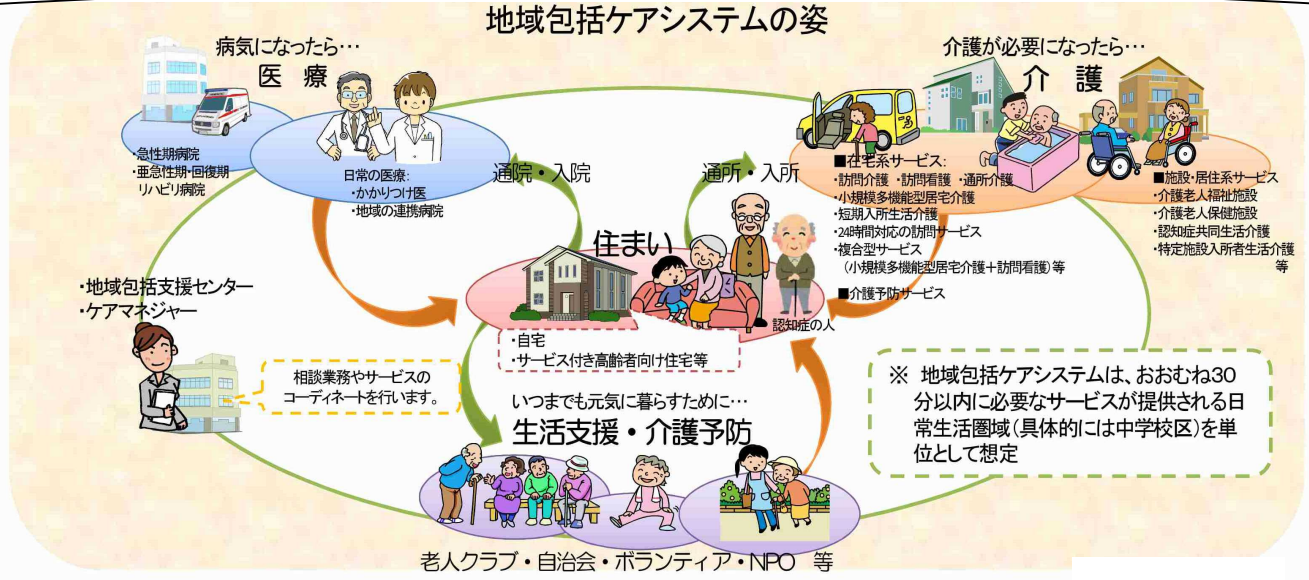 地域包括ケアシステムの姿
病気になったら…
医 療
・急性期病院
・亜急性期・回復期
リハビリ病院
日常の医療:
・かかりつけ医
・地域の連携病院
通院・入院
通所・入所
介護が必要になったら…
介 護
■在宅系サービス:
・訪問介護 ・訪問看護 ・通所介護
・小規模多機能型居宅介護
・短期入所生活介護
・24時間対応の訪問サービス
・複合型サービス
(小規模多機能型居宅介護+訪問看護)等
■介護予防サービス
■施設・居住系サービス
・介護老人福祉施設
・介護老人保健施設
・認知症共同生活介護
・特定施設入所者生活介護
等
住まい
認知症の人
・自宅
・サービス付き高齢者向け住宅等
・地域包括支援センター
・ケアマネジャー
相談業務やサービスの
コーディネートを行います。
いつまでも元気に暮らすために…
生活支援・介護予防
老人クラブ・自治会・ボランティア・NPO 等
※ 地域包括ケアシステムは、おおむね30
分以内に必要なサービスが提供される日
常生活圏域(具体的には中学校区)を単
位として想定